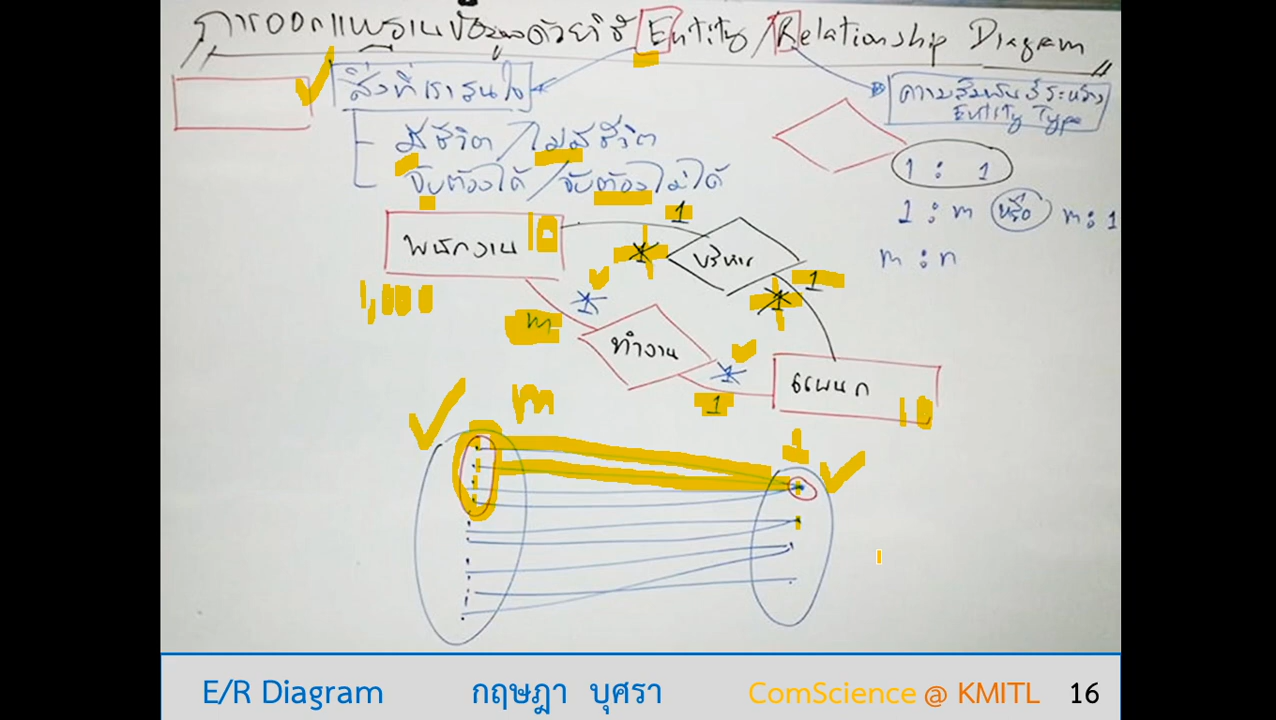 การออกแบบฐานข้อมูลด้วยวิธี Entity/Relationship Diagram
สิ่งที่เราสนใจ
ความสัมพันธ์ระหว่าง
Entity Type
มีชีวิต / ไม่มีชีวิต
จับต้องได้ / จับต้องไม่ได้
1 : 1
1 : m หรือ m : 1
m : n
พนักงาน 10
1
บริหาร
1
1,000
m
ทำงาน
1
แผนก 10
m 1
E/R Diagram กฤษฎา บุศรา ComScience @ KMITL 16